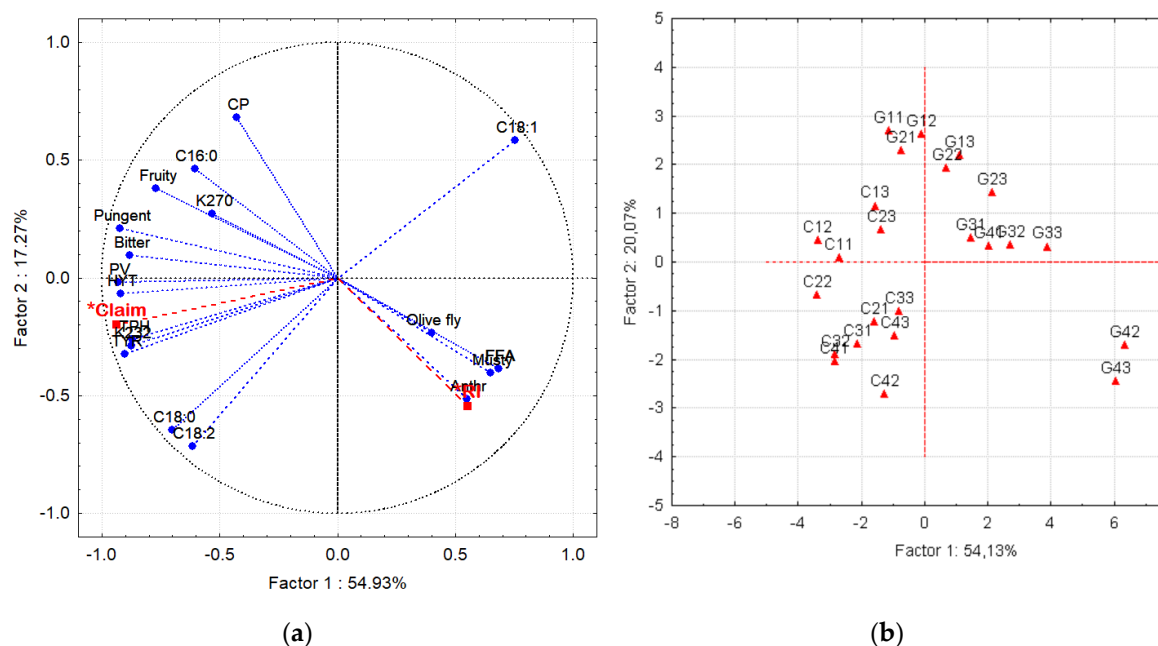 1.0
0.5
0.0
-0.5
-1.0
Factor 2 : 17.27%
CP
C18:1
C16:0
Fruity
K270
Pungent
Bitter
PV
HYT
*Claim
TPH
K232
TYR
C18:0
C18:2
Olive fly
FFA
Musty
Anthr
-1.0 -0.5 0.0 0.5 1.0
Factor 1 : 54.93%
(a)
5
4
3
2
1
0
-1
-2
-3
-4
-5
Factor 2: 20,07%
G11 G12
G21 G13
G22
G23
C13
C23
C12
C11
G31 G41 G32 G33
C22
C21 C33
C31 C43
C32
C41
C42
G42
G43
-8 -6 -4 -2 0 2 4 6
Factor 1: 54,13%
(b)